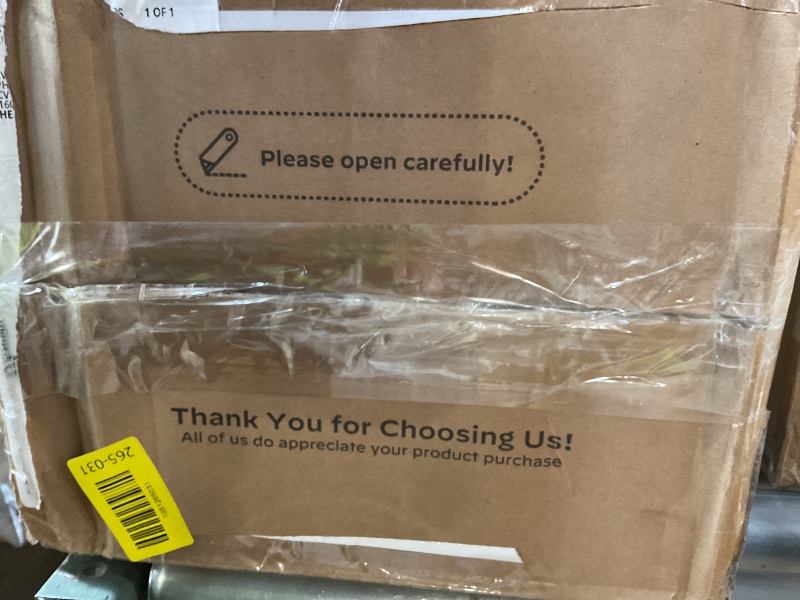 1 OF 1
Please open carefully!
Thank You for Choosing Us!
All of us do appreciate your product purchase
265-031